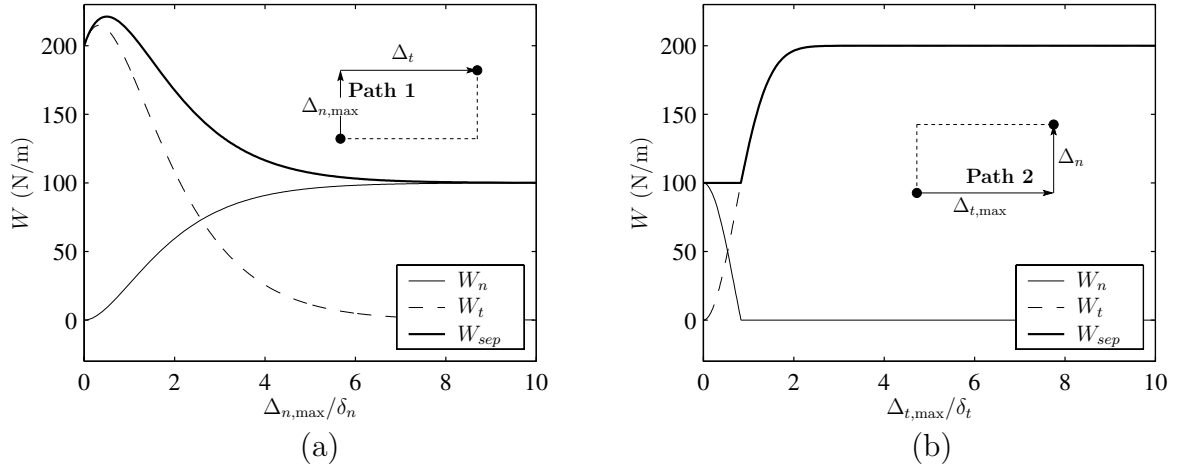 200
150
100
50
0
W (N/m)
0 2 4 6 8 10
Δn,max/δn
Δt
Path 1
Δn,max
Wn
Wt
Wsep
(a)
200
150
100
50
0
W (N/m)
0 2 4 6 8 10
Δt,max/δt
Δn
Path 2
Δt,max
Wn
Wt
Wsep
(b)